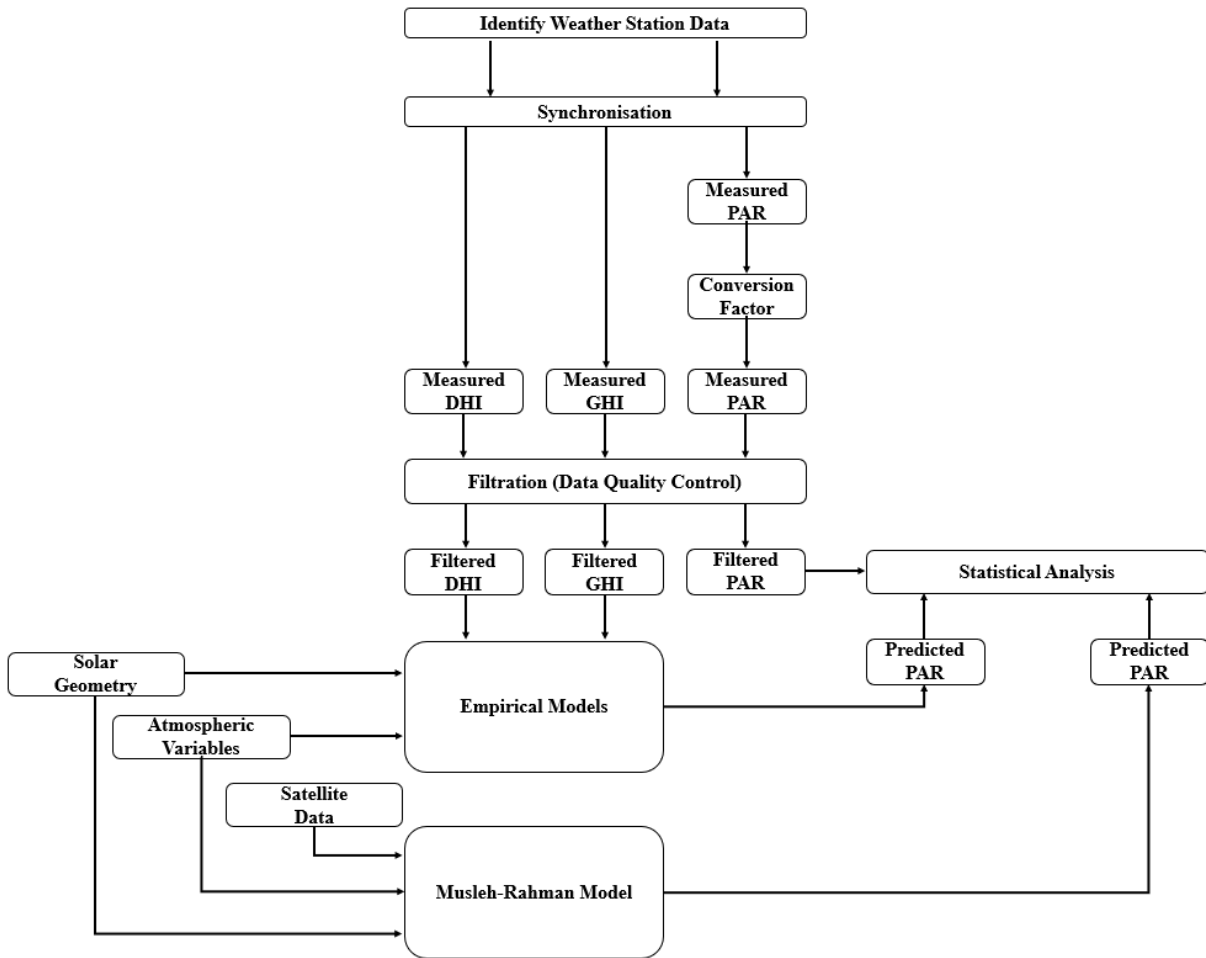 Identify Weather Station Data
Synchronisation
Measured
PAR
Conversion
Factor
Measured
DHI
Measured
GHI
Measured
PAR
Filtration (Data Quality Control)
Filtered
DHI
Filtered
GHI
Filtered
PAR
Statistical Analysis
Solar
Geometry
Empirical Models
Predicted
PAR
Predicted
PAR
Atmospheric
Variables
Satellite
Data
Musleh-Rahman Model